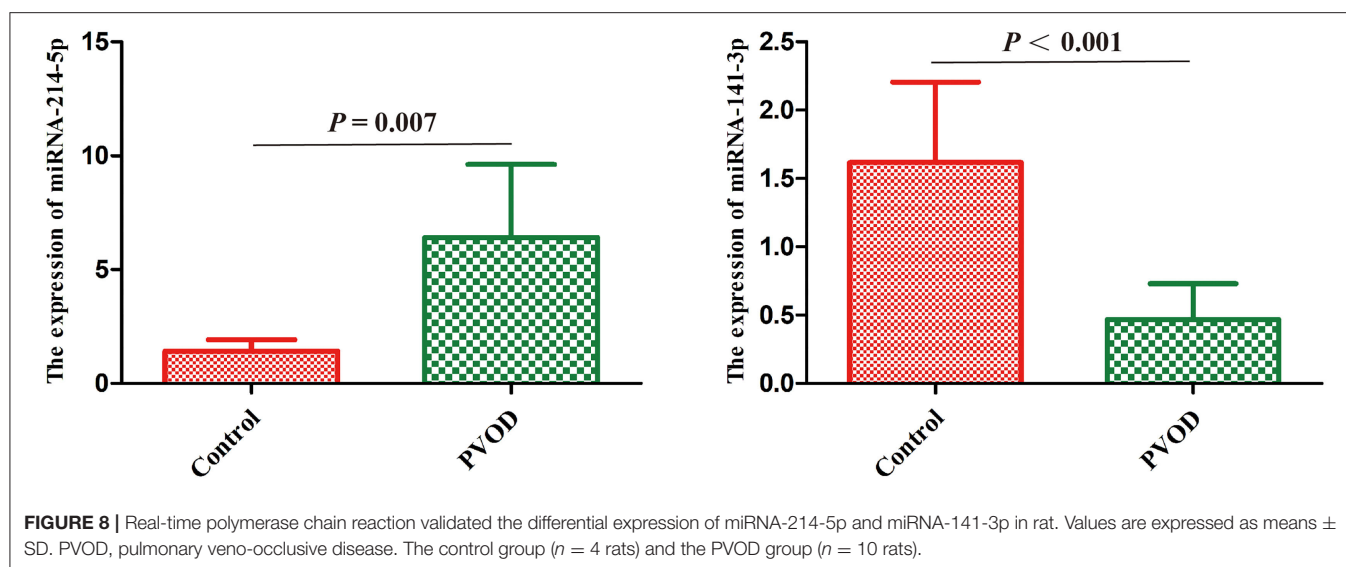 The expression of miRNA-214-5p
15
10
5
0
P = 0.007
Control
PVOD
The expression of miRNA-141-3p
2.5
2.0
1.5
1.0
0.5
0.0
P < 0.001
Control
PVOD
FIGURE 8 | Real-time polymerase chain reaction validated the differential expression of miRNA-214-5p and miRNA-141-3p in rat. Values are expressed as means ±
SD. PVOD, pulmonary veno-occlusive disease. The control group (n = 4 rats) and the PVOD group (n = 10 rats).